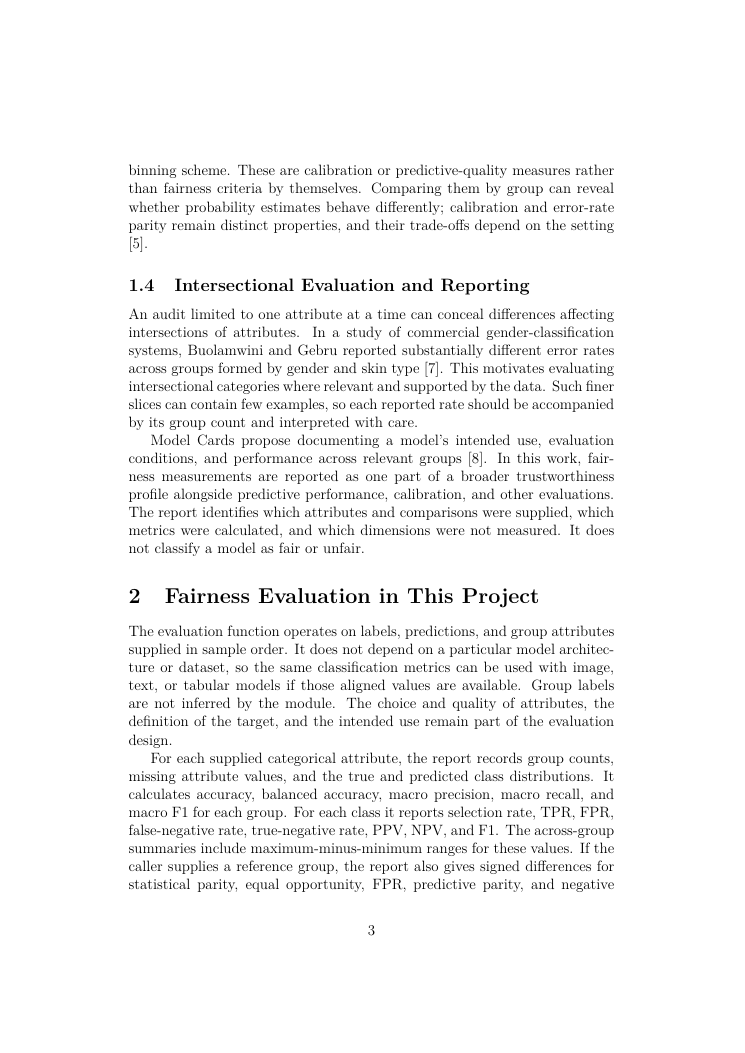 binning scheme. These are calibration or predictive-quality measures rather
than fairness criteria by themselves. Comparing them by group can reveal
whether probability estimates behave differently; calibration and error-rate
parity remain distinct properties, and their trade-offs depend on the setting
[5].
1.4 Intersectional Evaluation and Reporting
An audit limited to one attribute at a time can conceal differences affecting
intersections of attributes. In a study of commercial gender-classification
systems, Buolamwini and Gebru reported substantially different error rates
across groups formed by gender and skin type [7]. This motivates evaluating
intersectional categories where relevant and supported by the data. Such finer
slices can contain few examples, so each reported rate should be accompanied
by its group count and interpreted with care.
Model Cards propose documenting a model's intended use, evaluation
conditions, and performance across relevant groups [8]. In this work, fair-
ness measurements are reported as one part of a broader trustworthiness
profile alongside predictive performance, calibration, and other evaluations.
The report identifies which attributes and comparisons were supplied, which
metrics were calculated, and which dimensions were not measured. It does
not classify a model as fair or unfair.
2 Fairness Evaluation in This Project
The evaluation function operates on labels, predictions, and group attributes
supplied in sample order. It does not depend on a particular model architec-
ture or dataset, so the same classification metrics can be used with image,
text, or tabular models if those aligned values are available. Group labels
are not inferred by the module. The choice and quality of attributes, the
definition of the target, and the intended use remain part of the evaluation
design.
For each supplied categorical attribute, the report records group counts,
missing attribute values, and the true and predicted class distributions. It
calculates accuracy, balanced accuracy, macro precision, macro recall, and
macro F1 for each group. For each class it reports selection rate, TPR, FPR,
false-negative rate, true-negative rate, PPV, NPV, and F1. The across-group
summaries include maximum-minus-minimum ranges for these values. If the
caller supplies a reference group, the report also gives signed differences for
statistical parity, equal opportunity, FPR, predictive parity, and negative
3